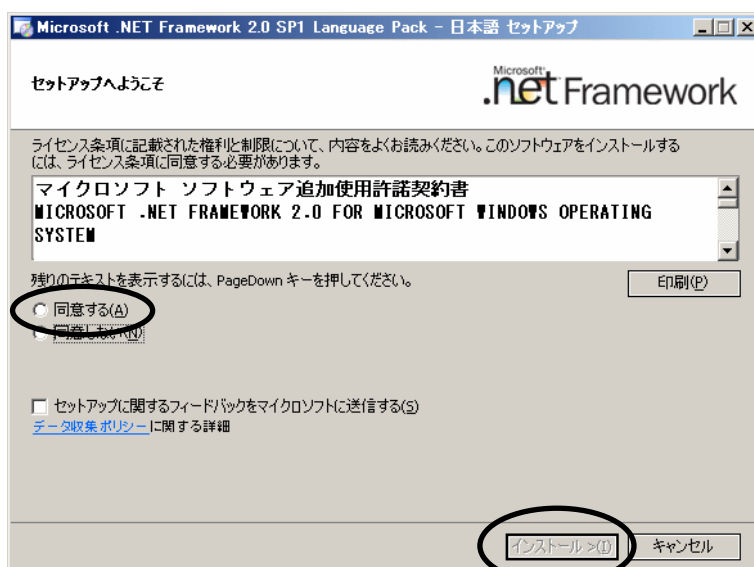 Microsoft .NET Framework 2.0 SP1 Language Pack - 日本語 セットアップ
セットアップへようこそ
Microsoft
.net Framework
ライセンス条項に記載された権利と制限について、内容をよくお読みください。このソフトウェアをインストールする
には、ライセンス条項に同意する必要があります。
マイクロソフト ソフトウェア追加使用許諾契約書
MICROSOFT .NET FRAMEWORK 2.0 FOR MICROSOFT WINDOWS OPERATING
SYSTEM
残りのテキストを表示するには、PageDown キーを押してください。
印刷(P)
同意する(A)
同意しない(N)
セットアップに関するフィードバックをマイクロソフトに送信する(S)
データ収集ポリシーに関する詳細
インストール >(I)
キャンセル